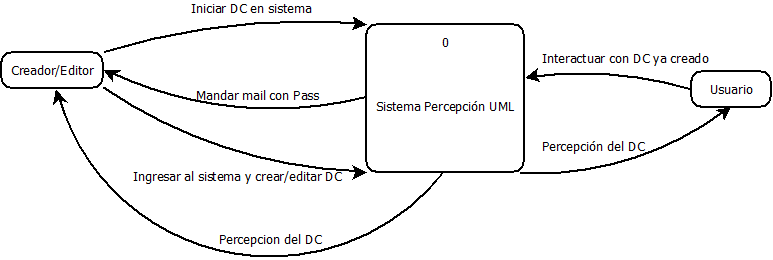 Iniciar DC en sistema
0
Interactuar con DC ya creado
Creador/Editor
Usuario
Mandar mail con Pass
Sistema Percepción UML
Percepción del DC
Ingresar al sistema y crear/editar DC
Percepcion del DC